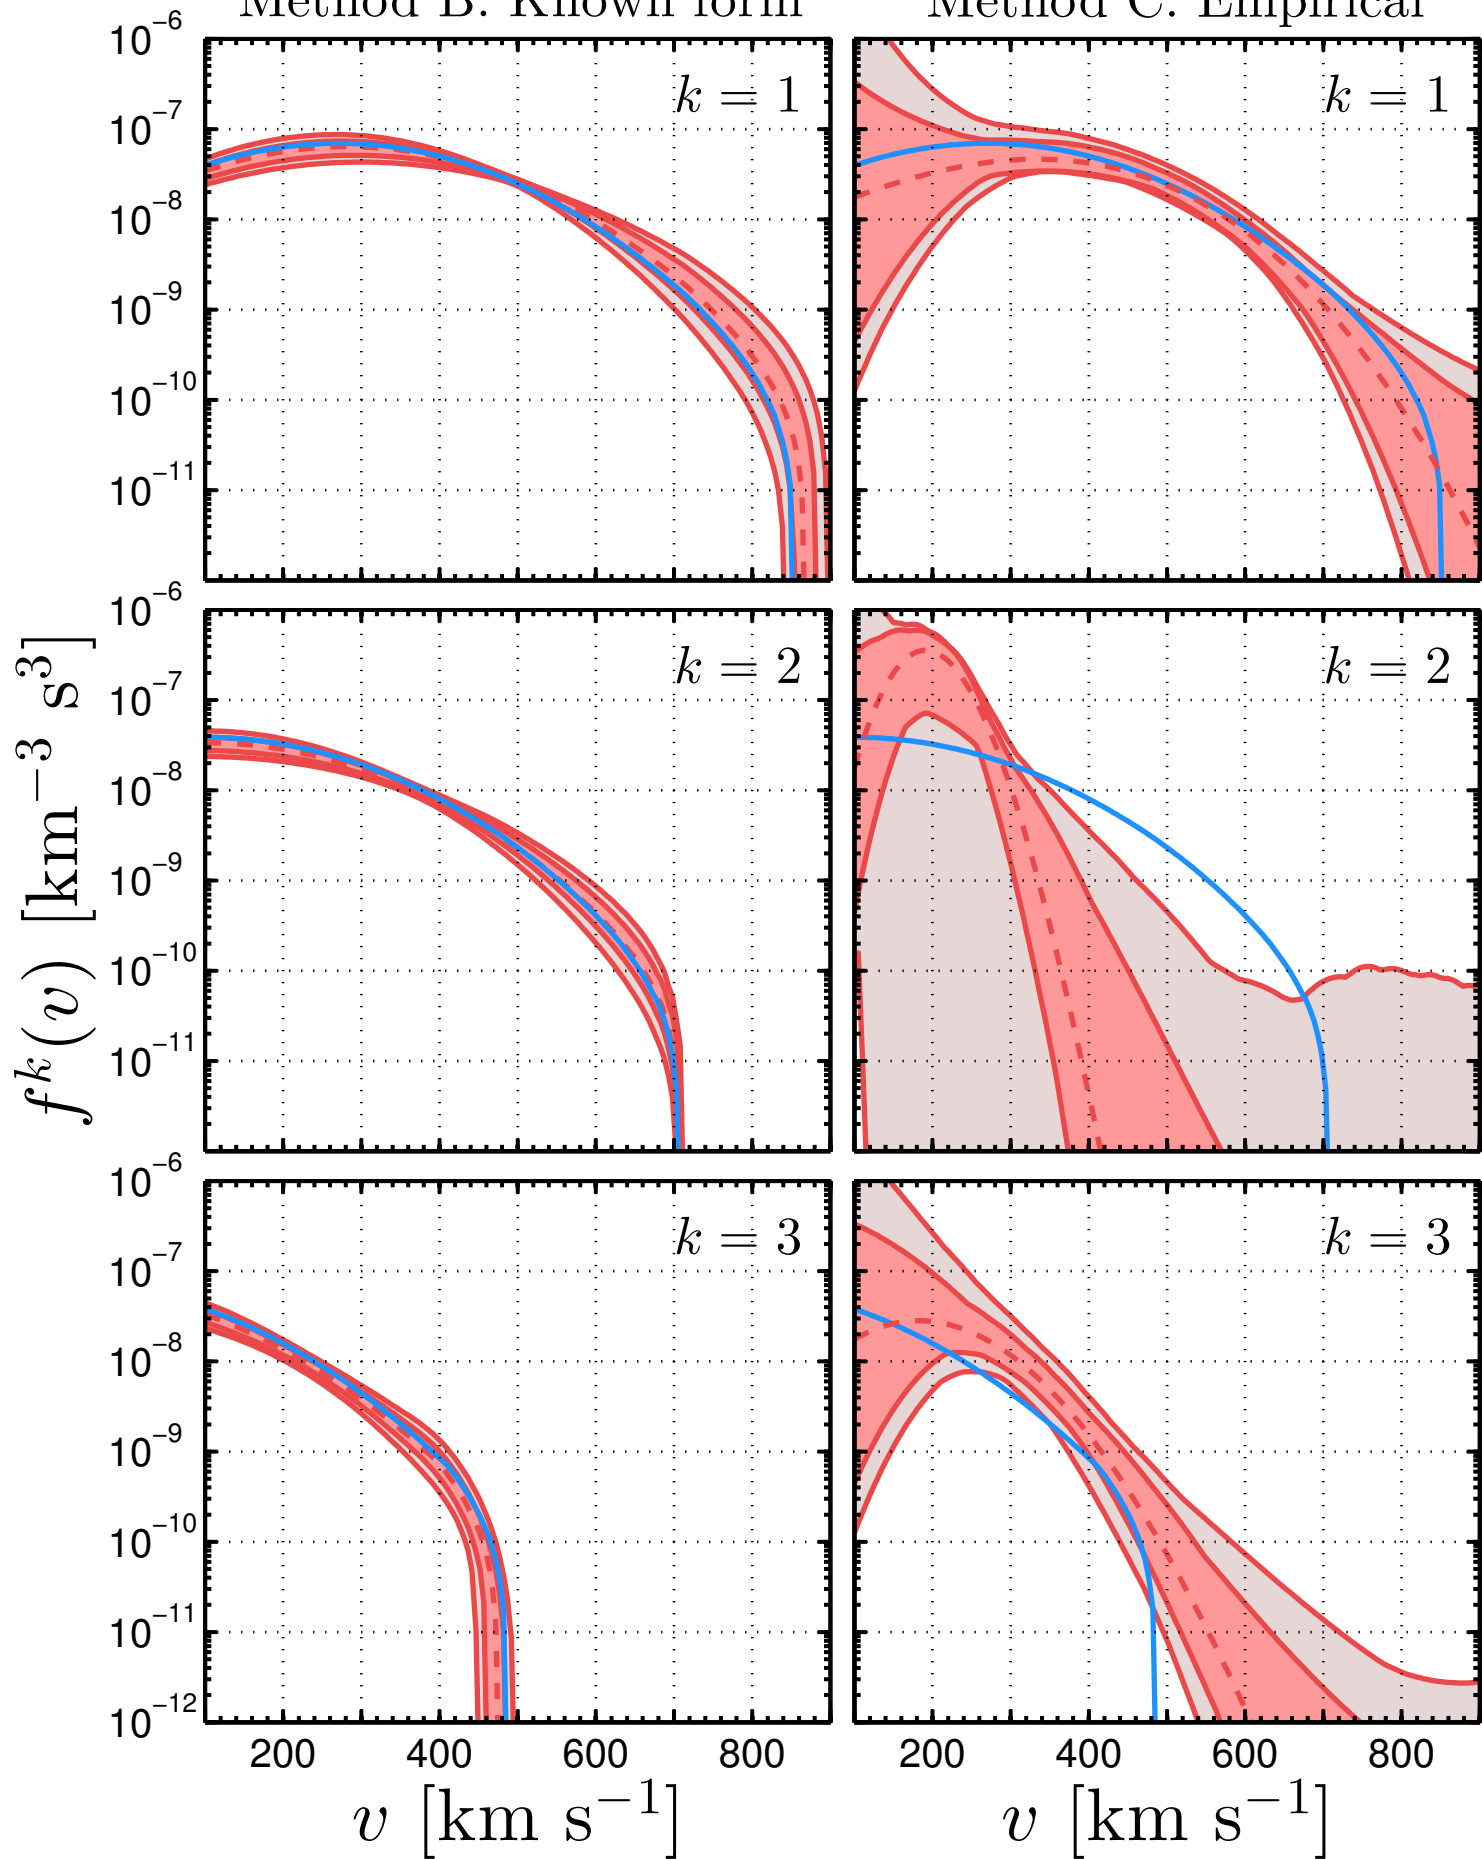 Method B: Known form
Method C: Empirical
10⁻⁶
10⁻⁷
10⁻⁸
10⁻⁹
10⁻¹⁰
10⁻¹¹
k = 1
k = 1
10⁻⁶
10⁻⁷
10⁻⁸
10⁻⁹
10⁻¹⁰
10⁻¹¹
k = 2
k = 2
fᵏ(v) [km⁻³ s³]
10⁻⁶
10⁻⁷
10⁻⁸
10⁻⁹
10⁻¹⁰
10⁻¹¹
10⁻¹²
k = 3
k = 3
200 400 600 800
200 400 600 800
v [km s⁻¹]
v [km s⁻¹]